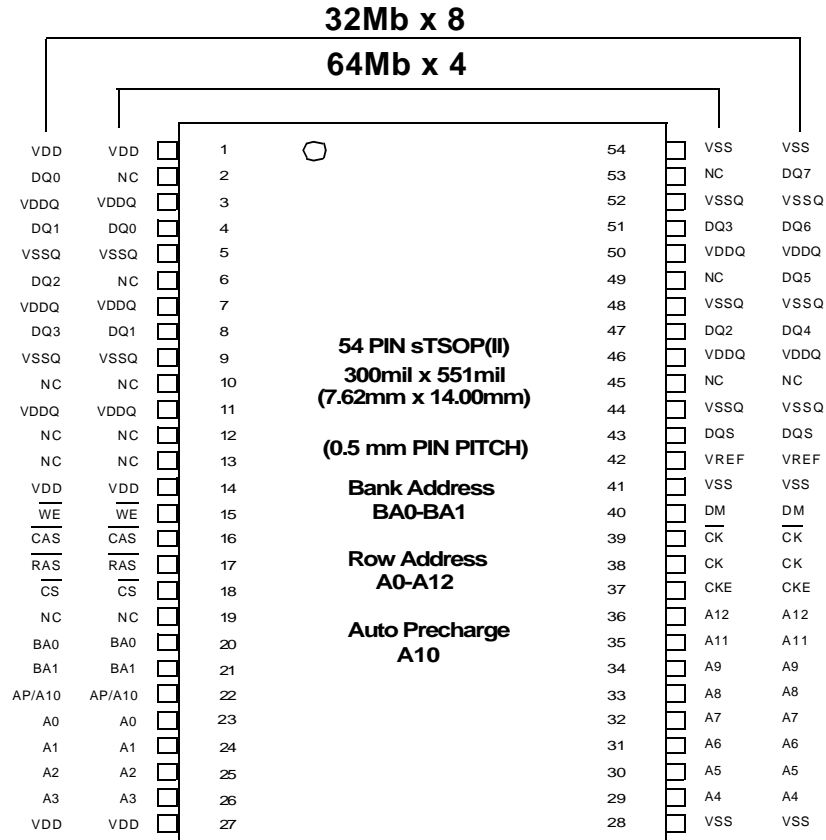 32Mb x 8
64Mb x 4
VDD VDD 1 54 VSS VSS
DQ0 NC 2 53 NC DQ7
VDDQ VDDQ 3 52 VSSQ VSSQ
DQ1 DQ0 4 51 DQ3 DQ6
VSSQ VSSQ 5 50 VDDQ VDDQ
DQ2 NC 6 49 NC DQ5
VDDQ VDDQ 7 48 VSSQ VSSQ
DQ3 DQ1 8 47 DQ2 DQ4
VSSQ VSSQ 9 46 VDDQ VDDQ
NC NC 10 45 NC NC
VDDQ VDDQ 11 44 VSSQ VSSQ
NC NC 12 43 DQS DQS
NC NC 13 42 VREF VREF
VDD VDD 14 41 VSS VSS
WE WE 15 40 DM DM
CAS CAS 16 39 CK CK
RAS RAS 17 38 CK CK
CS CS 18 37 CKE CKE
NC NC 19 36 A12 A12
BA0 BA0 20 35 A11 A11
BA1 BA1 21 34 A9 A9
AP/A10 AP/A10 22 33 A8 A8
A0 A0 23 32 A7 A7
A1 A1 24 31 A6 A6
A2 A2 25 30 A5 A5
A3 A3 26 29 A4 A4
VDD VDD 27 28 VSS VSS
54 PIN sTSOP(II)
300mil x 551mil
(7.62mm x 14.00mm)
(0.5 mm PIN PITCH)
Bank Address
BA0-BA1
Row Address
A0-A12
Auto Precharge
A10